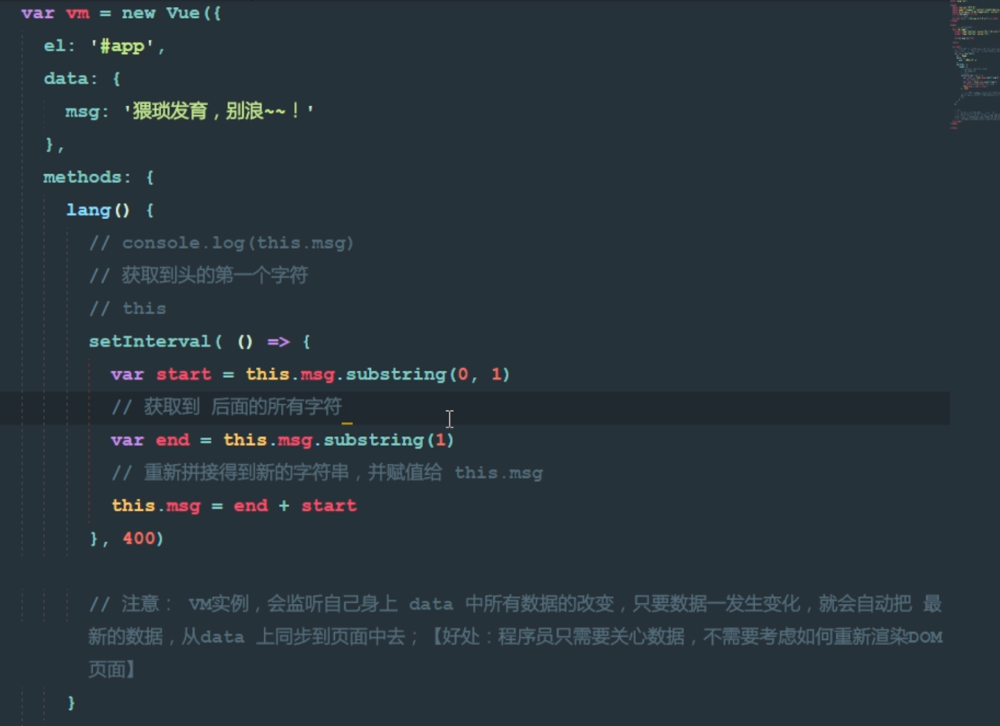 var vm = new Vue({
el: '#app',
data: {
msg: '猥琐发育，别浪~~！'
},
methods: {
lang() {
// console.log(this.msg)
// 获取到头的第一个字符
// this
setInterval( () => {
var start = this.msg.substring(0, 1)
// 获取到 后面的所有字符
var end = this.msg.substring(1)
// 重新拼接得到新的字符串，并赋值给 this.msg
this.msg = end + start
}, 400)
// 注意： VM实例，会监听自己身上 data 中所有数据的改变，只要数据一发生变化，就会自动把 最
新的数据，从data 上同步到页面中去；【好处：程序员只需要关心数据，不需要考虑如何重新渲染DOM
页面】
}